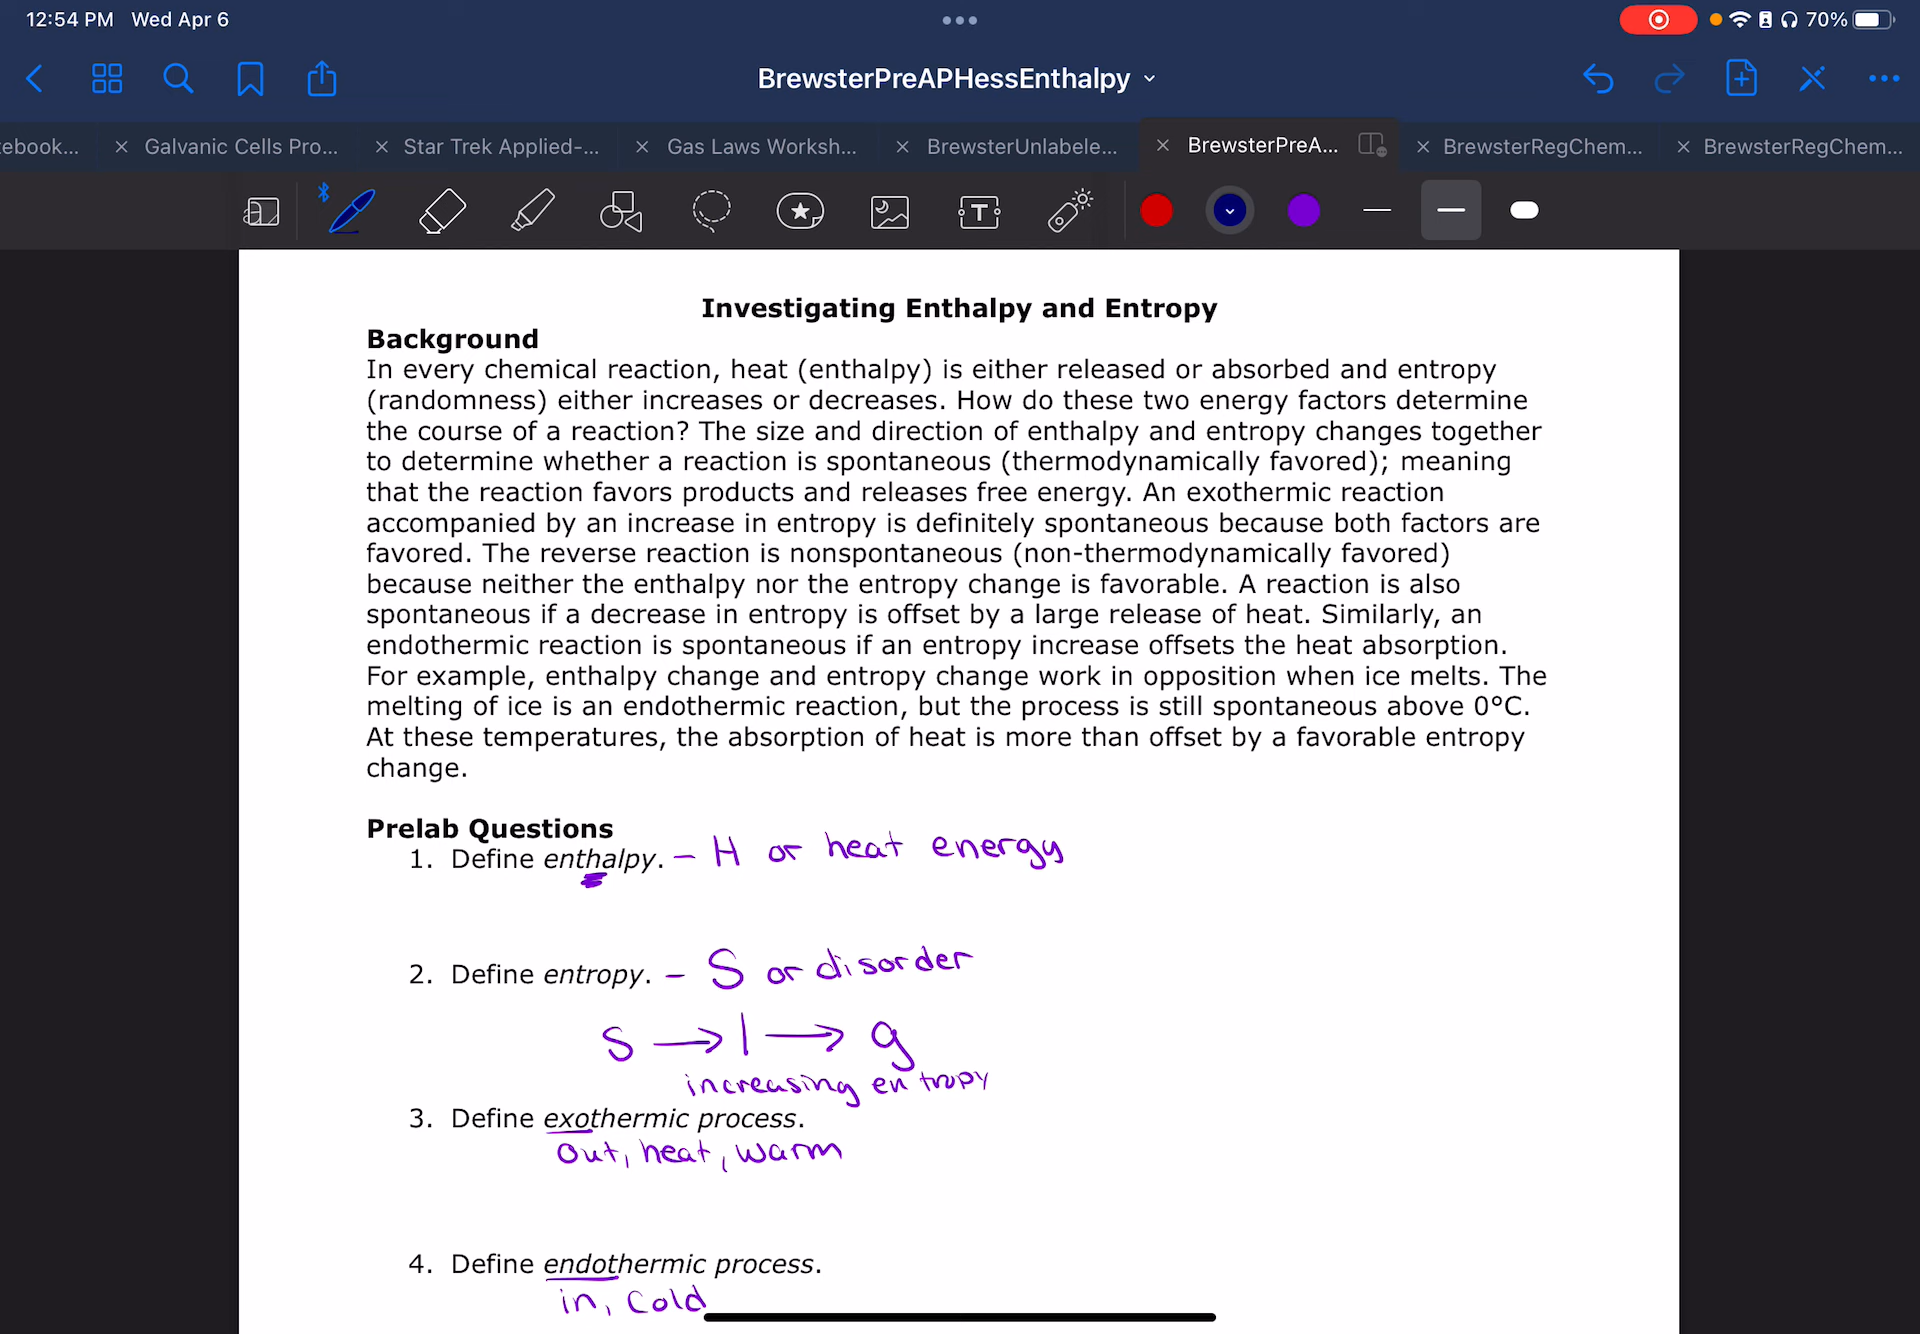 12:54 PM Wed Apr 6
70%
BrewsterPreAPHessEnthalpy
ebook... × Galvanic Cells Pro... × Star Trek Applied-... × Gas Laws Worksh... × BrewsterUnlabele... × BrewsterPreA... × BrewsterRegChem... × BrewsterRegChem...
T
Investigating Enthalpy and Entropy
Background
In every chemical reaction, heat (enthalpy) is either released or absorbed and entropy
(randomness) either increases or decreases. How do these two energy factors determine
the course of a reaction? The size and direction of enthalpy and entropy changes together
to determine whether a reaction is spontaneous (thermodynamically favored); meaning
that the reaction favors products and releases free energy. An exothermic reaction
accompanied by an increase in entropy is definitely spontaneous because both factors are
favored. The reverse reaction is nonspontaneous (non-thermodynamically favored)
because neither the enthalpy nor the entropy change is favorable. A reaction is also
spontaneous if a decrease in entropy is offset by a large release of heat. Similarly, an
endothermic reaction is spontaneous if an entropy increase offsets the heat absorption.
For example, enthalpy change and entropy change work in opposition when ice melts. The
melting of ice is an endothermic reaction, but the process is still spontaneous above 0°C.
At these temperatures, the absorption of heat is more than offset by a favorable entropy
change.
Prelab Questions
1. Define enthalpy. - H or heat energy
2. Define entropy. - S or disorder
s → l → g
increasing entropy
3. Define exothermic process.
out, heat, warm
4. Define endothermic process.
in, cold